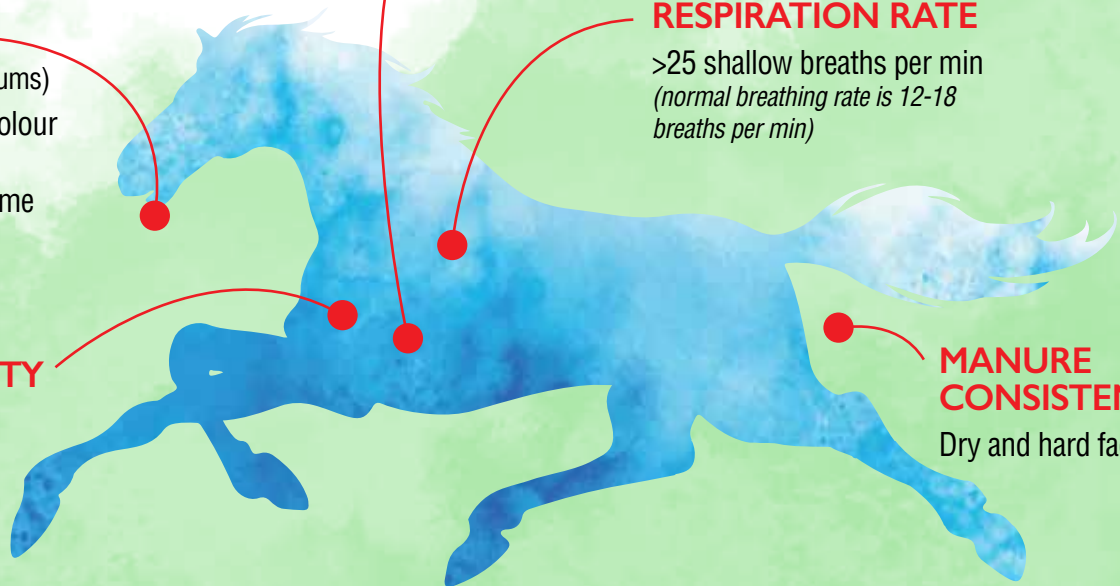 ums)
olour
me
TY
RESPIRATION RATE
>25 shallow breaths per min
(normal breathing rate is 12-18
breaths per min)
MANURE
CONSISTEN
Dry and hard fa